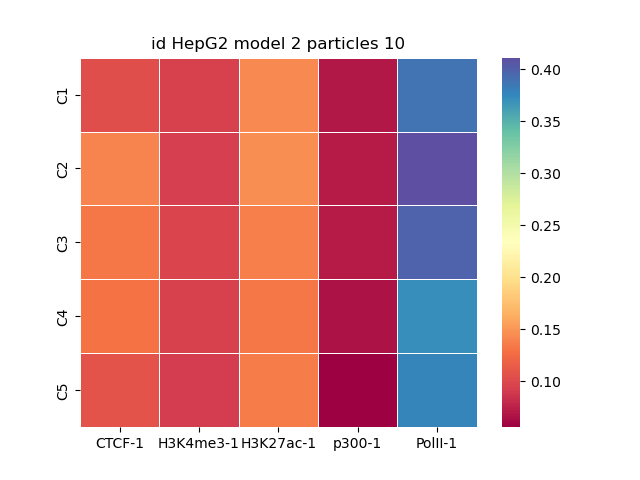 id HepG2 model 2 particles 10
C1
C2
C3
C4
C5
CTCF-1 H3K4me3-1 H3K27ac-1 p300-1 PolII-1
0.40
0.35
0.30
0.25
0.20
0.15
0.10